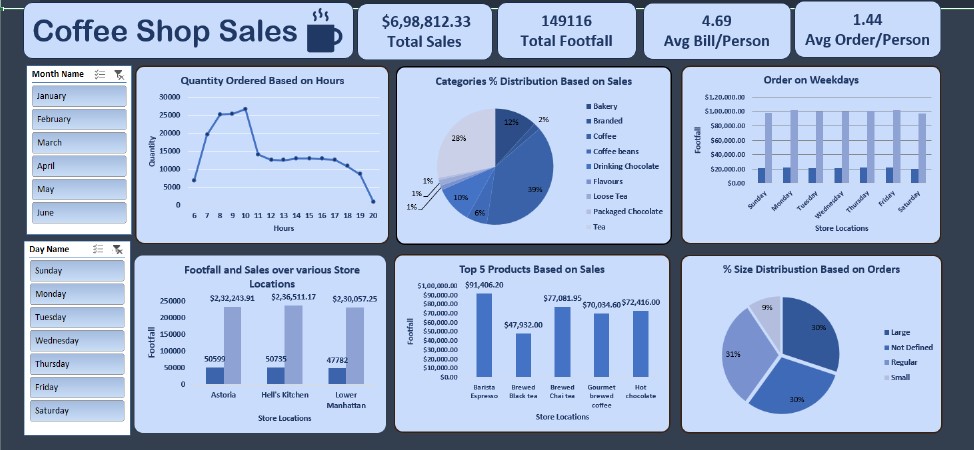 Coffee Shop Sales
$6,98,812.33
Total Sales
149116
Total Footfall
4.69
Avg Bill/Person
1.44
Avg Order/Person
Month Name
January
February
March
April
May
June
Day Name
Sunday
Monday
Tuesday
Wednesday
Thursday
Friday
Saturday
Quantity Ordered Based on Hours
Quantity
30000
25000
20000
15000
10000
5000
0
6 7 8 9 10 11 12 13 14 15 16 17 18 19 20
Hours
Categories % Distribution Based on Sales
12%
2%
39%
6%
10%
1%
1%
1%
28%
Bakery
Branded
Coffee
Coffee beans
Drinking Chocolate
Flavours
Loose Tea
Packaged Chocolate
Tea
Order on Weekdays
Footfall
$1,20,000.00
$1,00,000.00
$80,000.00
$60,000.00
$40,000.00
$20,000.00
$0.00
Sunday Monday Tuesday Wednesday Thursday Friday Saturday
Store Locations
Footfall and Sales over various Store
Locations
Footfall
250000
200000
150000
100000
50000
0
$2,32,243.91 $2,36,511.17 $2,30,057.25
50599 50735 47782
Astoria Hell's Kitchen Lower
Manhattan
Store Locations
Top 5 Products Based on Sales
Footfall
$1,00,000.00
$90,000.00
$80,000.00
$70,000.00
$60,000.00
$50,000.00
$40,000.00
$30,000.00
$20,000.00
$10,000.00
$0.00
$91,406.20
$47,932.00
$77,081.95
$70,034.60
$72,416.00
Barista
Espresso
Brewed
Black tea
Brewed
Chai tea
Gourmet
brewed
coffee
Hot
chocolate
Store Locations
% Size Distribustion Based on Orders
30%
30%
31%
9%
Large
Not Defined
Regular
Small